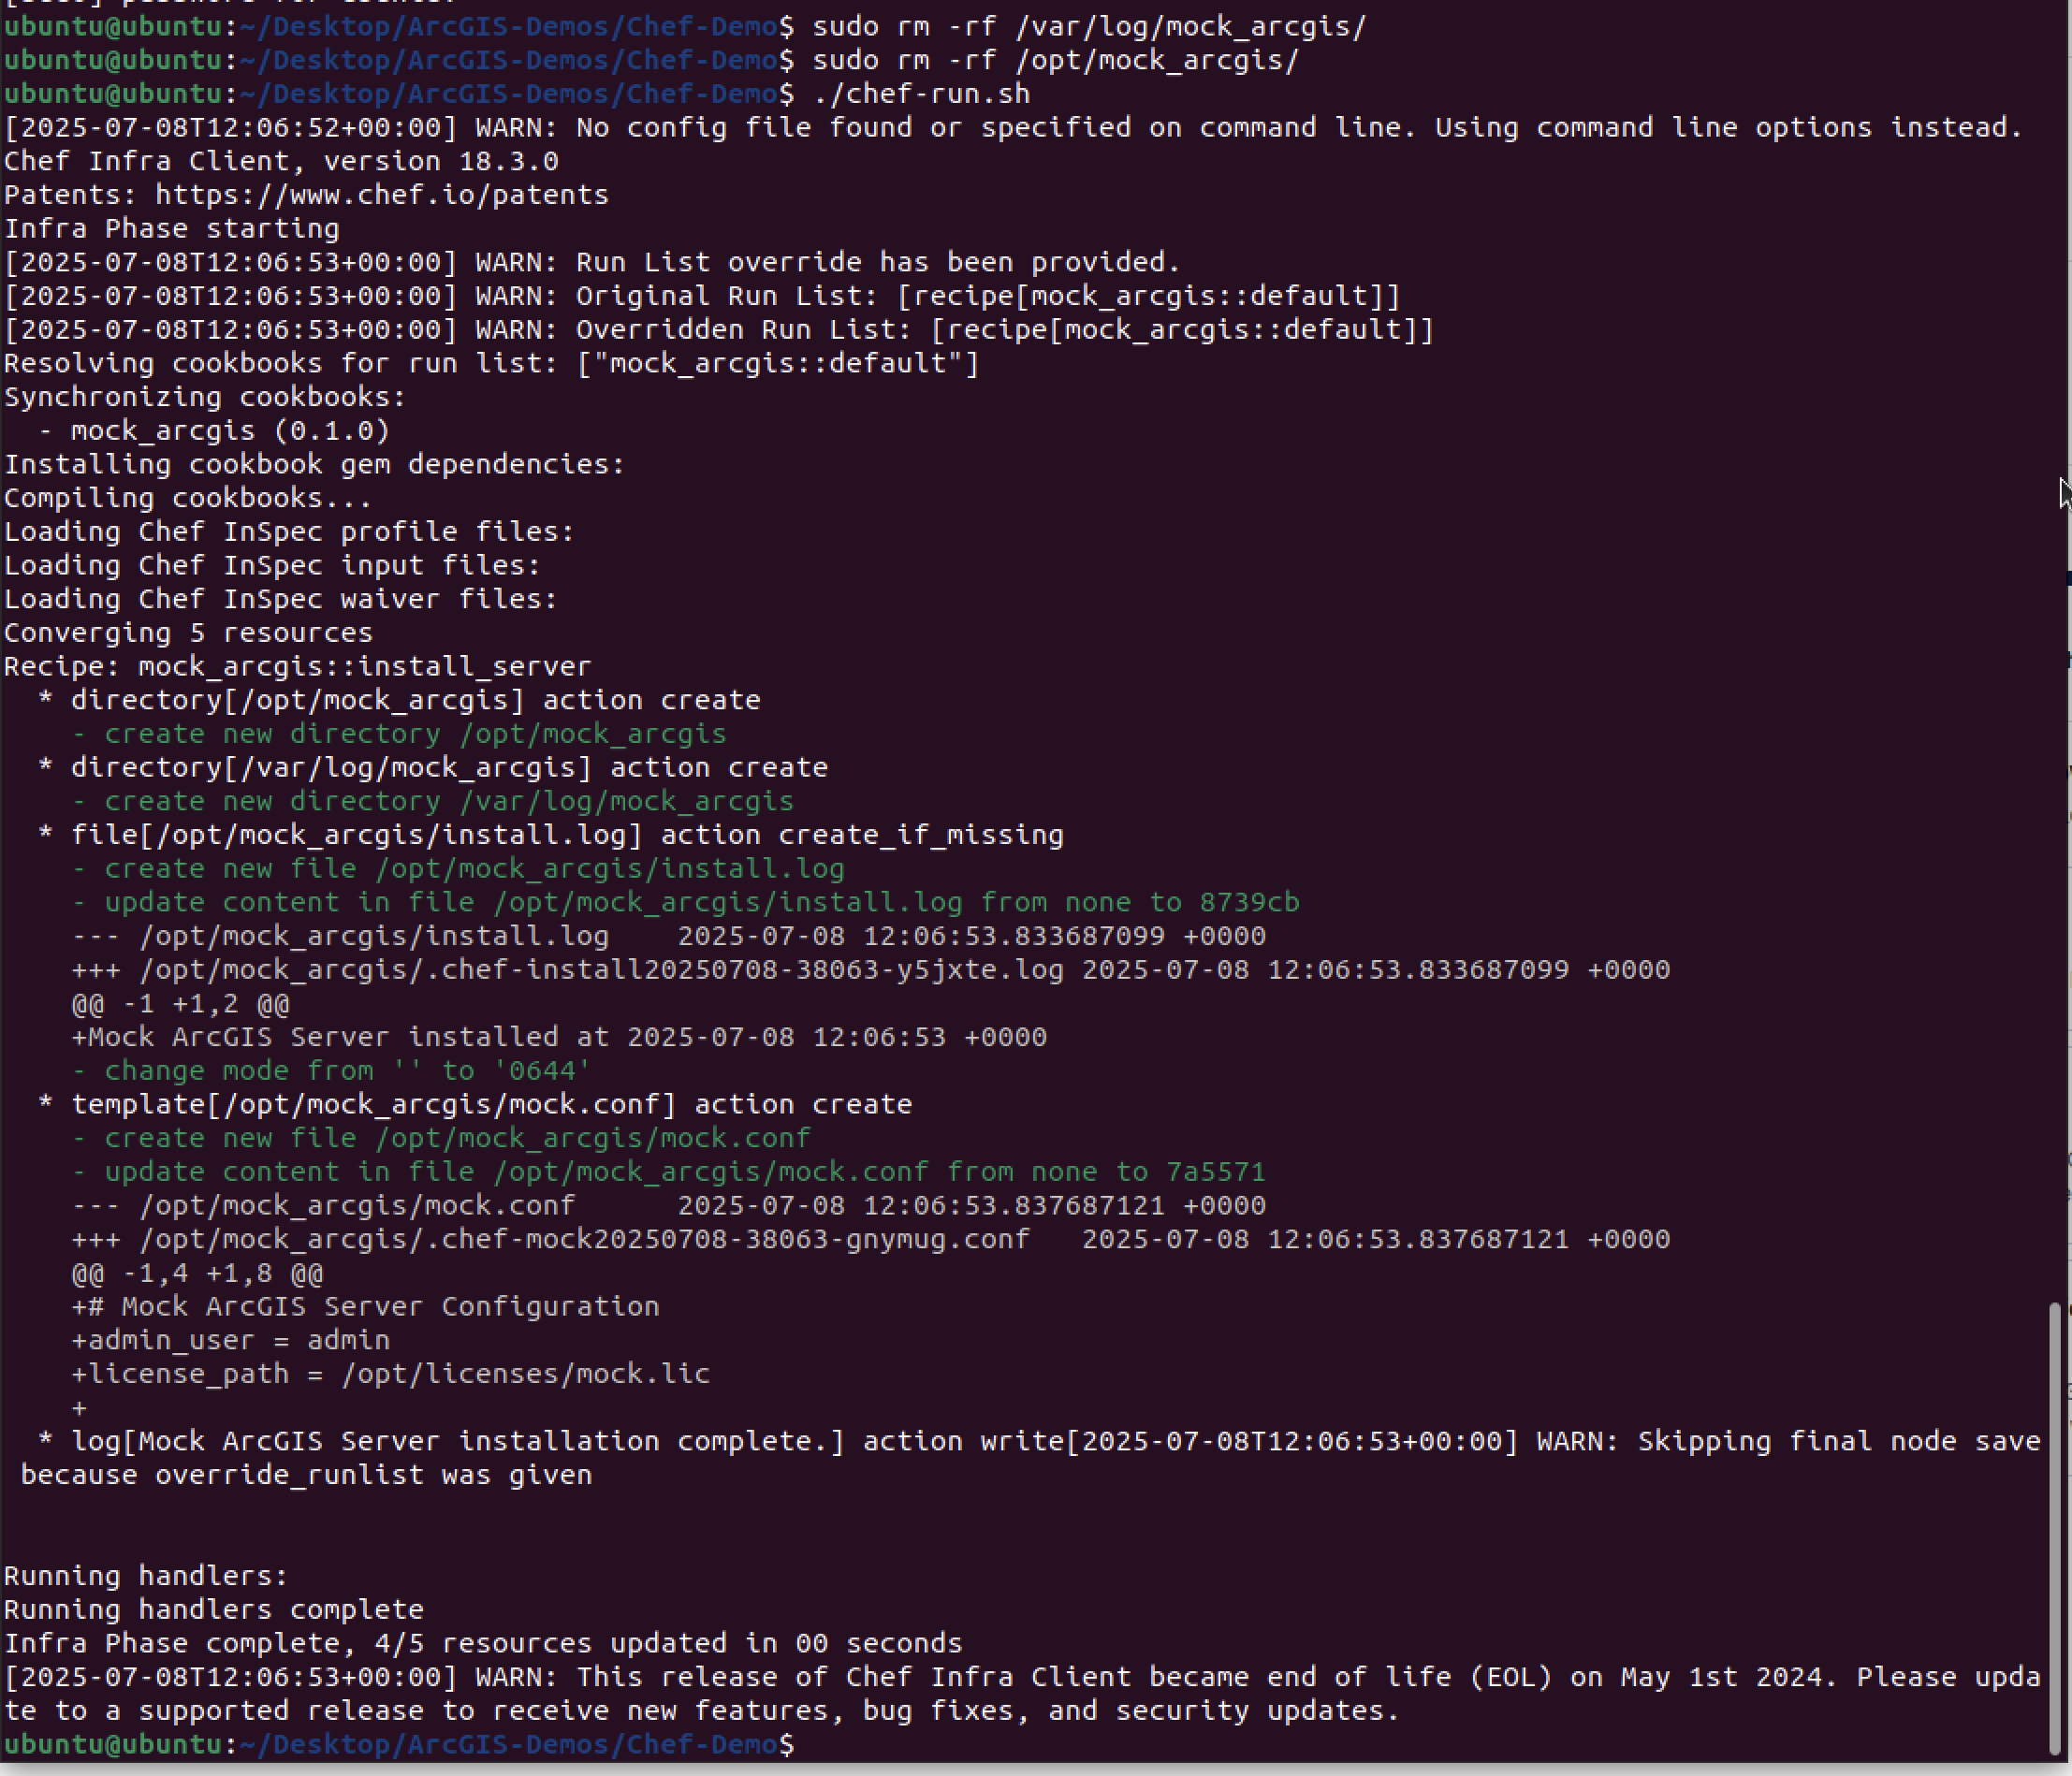 ubuntu@ubuntu:~/Desktop/ArcGIS-Demos/Chef-Demo$ sudo rm -rf /var/log/mock_arcgis/
ubuntu@ubuntu:~/Desktop/ArcGIS-Demos/Chef-Demo$ sudo rm -rf /opt/mock_arcgis/
ubuntu@ubuntu:~/Desktop/ArcGIS-Demos/Chef-Demo$ ./chef-run.sh
[2025-07-08T12:06:52+00:00] WARN: No config file found or specified on command line. Using command line options instead.
Chef Infra Client, version 18.3.0
Patents: https://www.chef.io/patents
Infra Phase starting
[2025-07-08T12:06:53+00:00] WARN: Run List override has been provided.
[2025-07-08T12:06:53+00:00] WARN: Original Run List: [recipe[mock_arcgis::default]]
[2025-07-08T12:06:53+00:00] WARN: Overridden Run List: [recipe[mock_arcgis::default]]
Resolving cookbooks for run list: ["mock_arcgis::default"]
Synchronizing cookbooks:
  - mock_arcgis (0.1.0)
Installing cookbook gem dependencies:
Compiling cookbooks...
Loading Chef InSpec profile files:
Loading Chef InSpec input files:
Loading Chef InSpec waiver files:
Converging 5 resources
Recipe: mock_arcgis::install_server
  * directory[/opt/mock_arcgis] action create
    - create new directory /opt/mock_arcgis
  * directory[/var/log/mock_arcgis] action create
    - create new directory /var/log/mock_arcgis
  * file[/opt/mock_arcgis/install.log] action create_if_missing
    - create new file /opt/mock_arcgis/install.log
    - update content in file /opt/mock_arcgis/install.log from none to 8739cb
    --- /opt/mock_arcgis/install.log    2025-07-08 12:06:53.833687099 +0000
    +++ /opt/mock_arcgis/.chef-install20250708-38063-y5jxte.log 2025-07-08 12:06:53.833687099 +0000
    @@ -1 +1,2 @@
    +Mock ArcGIS Server installed at 2025-07-08 12:06:53 +0000
    - change mode from '' to '0644'
  * template[/opt/mock_arcgis/mock.conf] action create
    - create new file /opt/mock_arcgis/mock.conf
    - update content in file /opt/mock_arcgis/mock.conf from none to 7a5571
    --- /opt/mock_arcgis/mock.conf      2025-07-08 12:06:53.837687121 +0000
    +++ /opt/mock_arcgis/.chef-mock20250708-38063-gnymug.conf   2025-07-08 12:06:53.837687121 +0000
    @@ -1,4 +1,8 @@
    +# Mock ArcGIS Server Configuration
    +admin_user = admin
    +license_path = /opt/licenses/mock.lic
    +
  * log[Mock ArcGIS Server installation complete.] action write[2025-07-08T12:06:53+00:00] WARN: Skipping final node save
 because override_runlist was given
Running handlers:
Running handlers complete
Infra Phase complete, 4/5 resources updated in 00 seconds
[2025-07-08T12:06:53+00:00] WARN: This release of Chef Infra Client became end of life (EOL) on May 1st 2024. Please upda
te to a supported release to receive new features, bug fixes, and security updates.
ubuntu@ubuntu:~/Desktop/ArcGIS-Demos/Chef-Demo$